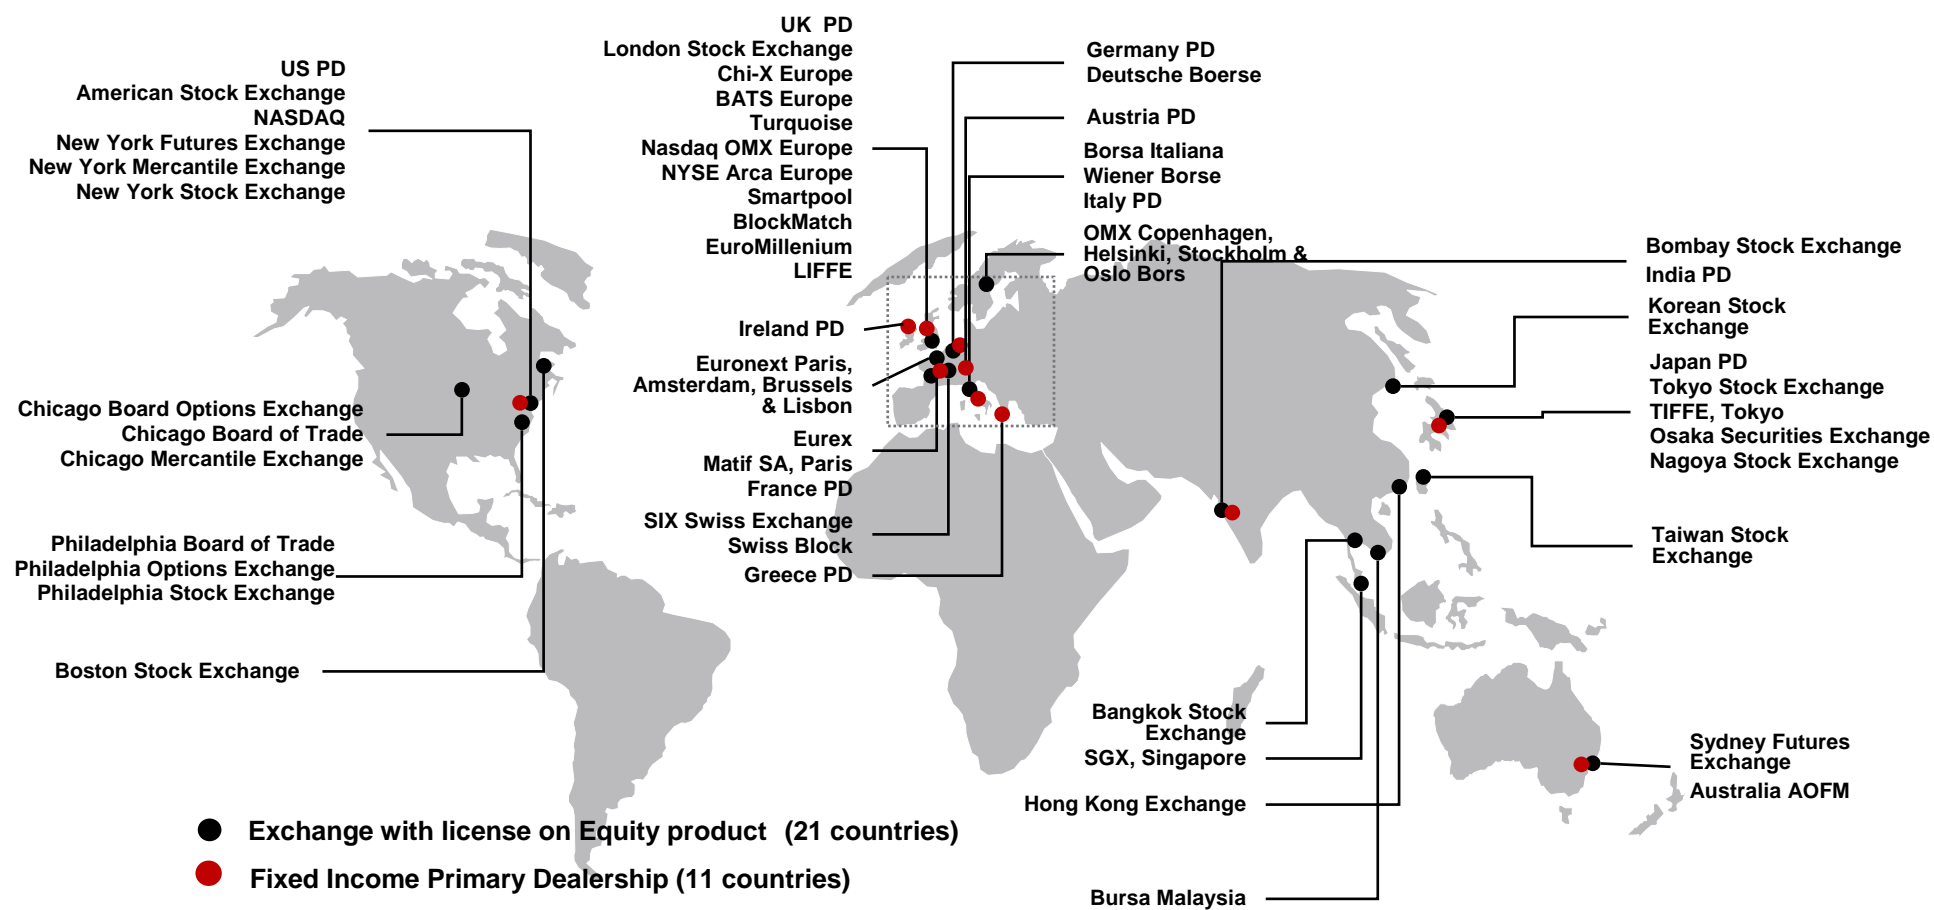 US PD
American Stock Exchange
NASDAQ
New York Futures Exchange
New York Mercantile Exchange
New York Stock Exchange
Chicago Board Options Exchange
Chicago Board of Trade
Chicago Mercantile Exchange
Philadelphia Board of Trade
Philadelphia Options Exchange
Philadelphia Stock Exchange
Boston Stock Exchange
UK PD
London Stock Exchange
Chi-X Europe
BATS Europe
Turquoise
Nasdaq OMX Europe
NYSE Arca Europe
Smartpool
BlockMatch
EuroMillenium
LIFFE
Ireland PD
Euronext Paris,
Amsterdam, Brussels
& Lisbon
Eurex
Matif SA, Paris
France PD
SIX Swiss Exchange
Swiss Block
Greece PD
Germany PD
Deutsche Boerse
Austria PD
Borsa Italiana
Wiener Borse
Italy PD
OMX Copenhagen,
Helsinki, Stockholm &
Oslo Bors
Bombay Stock Exchange
India PD
Korean Stock
Exchange
Japan PD
Tokyo Stock Exchange
TIFFE, Tokyo
Osaka Securities Exchange
Nagoya Stock Exchange
Taiwan Stock
Exchange
Bangkok Stock
Exchange
SGX, Singapore
Hong Kong Exchange
Bursa Malaysia
Sydney Futures
Exchange
Australia AOFM
Exchange with license on Equity product (21 countries)
Fixed Income Primary Dealership (11 countries)